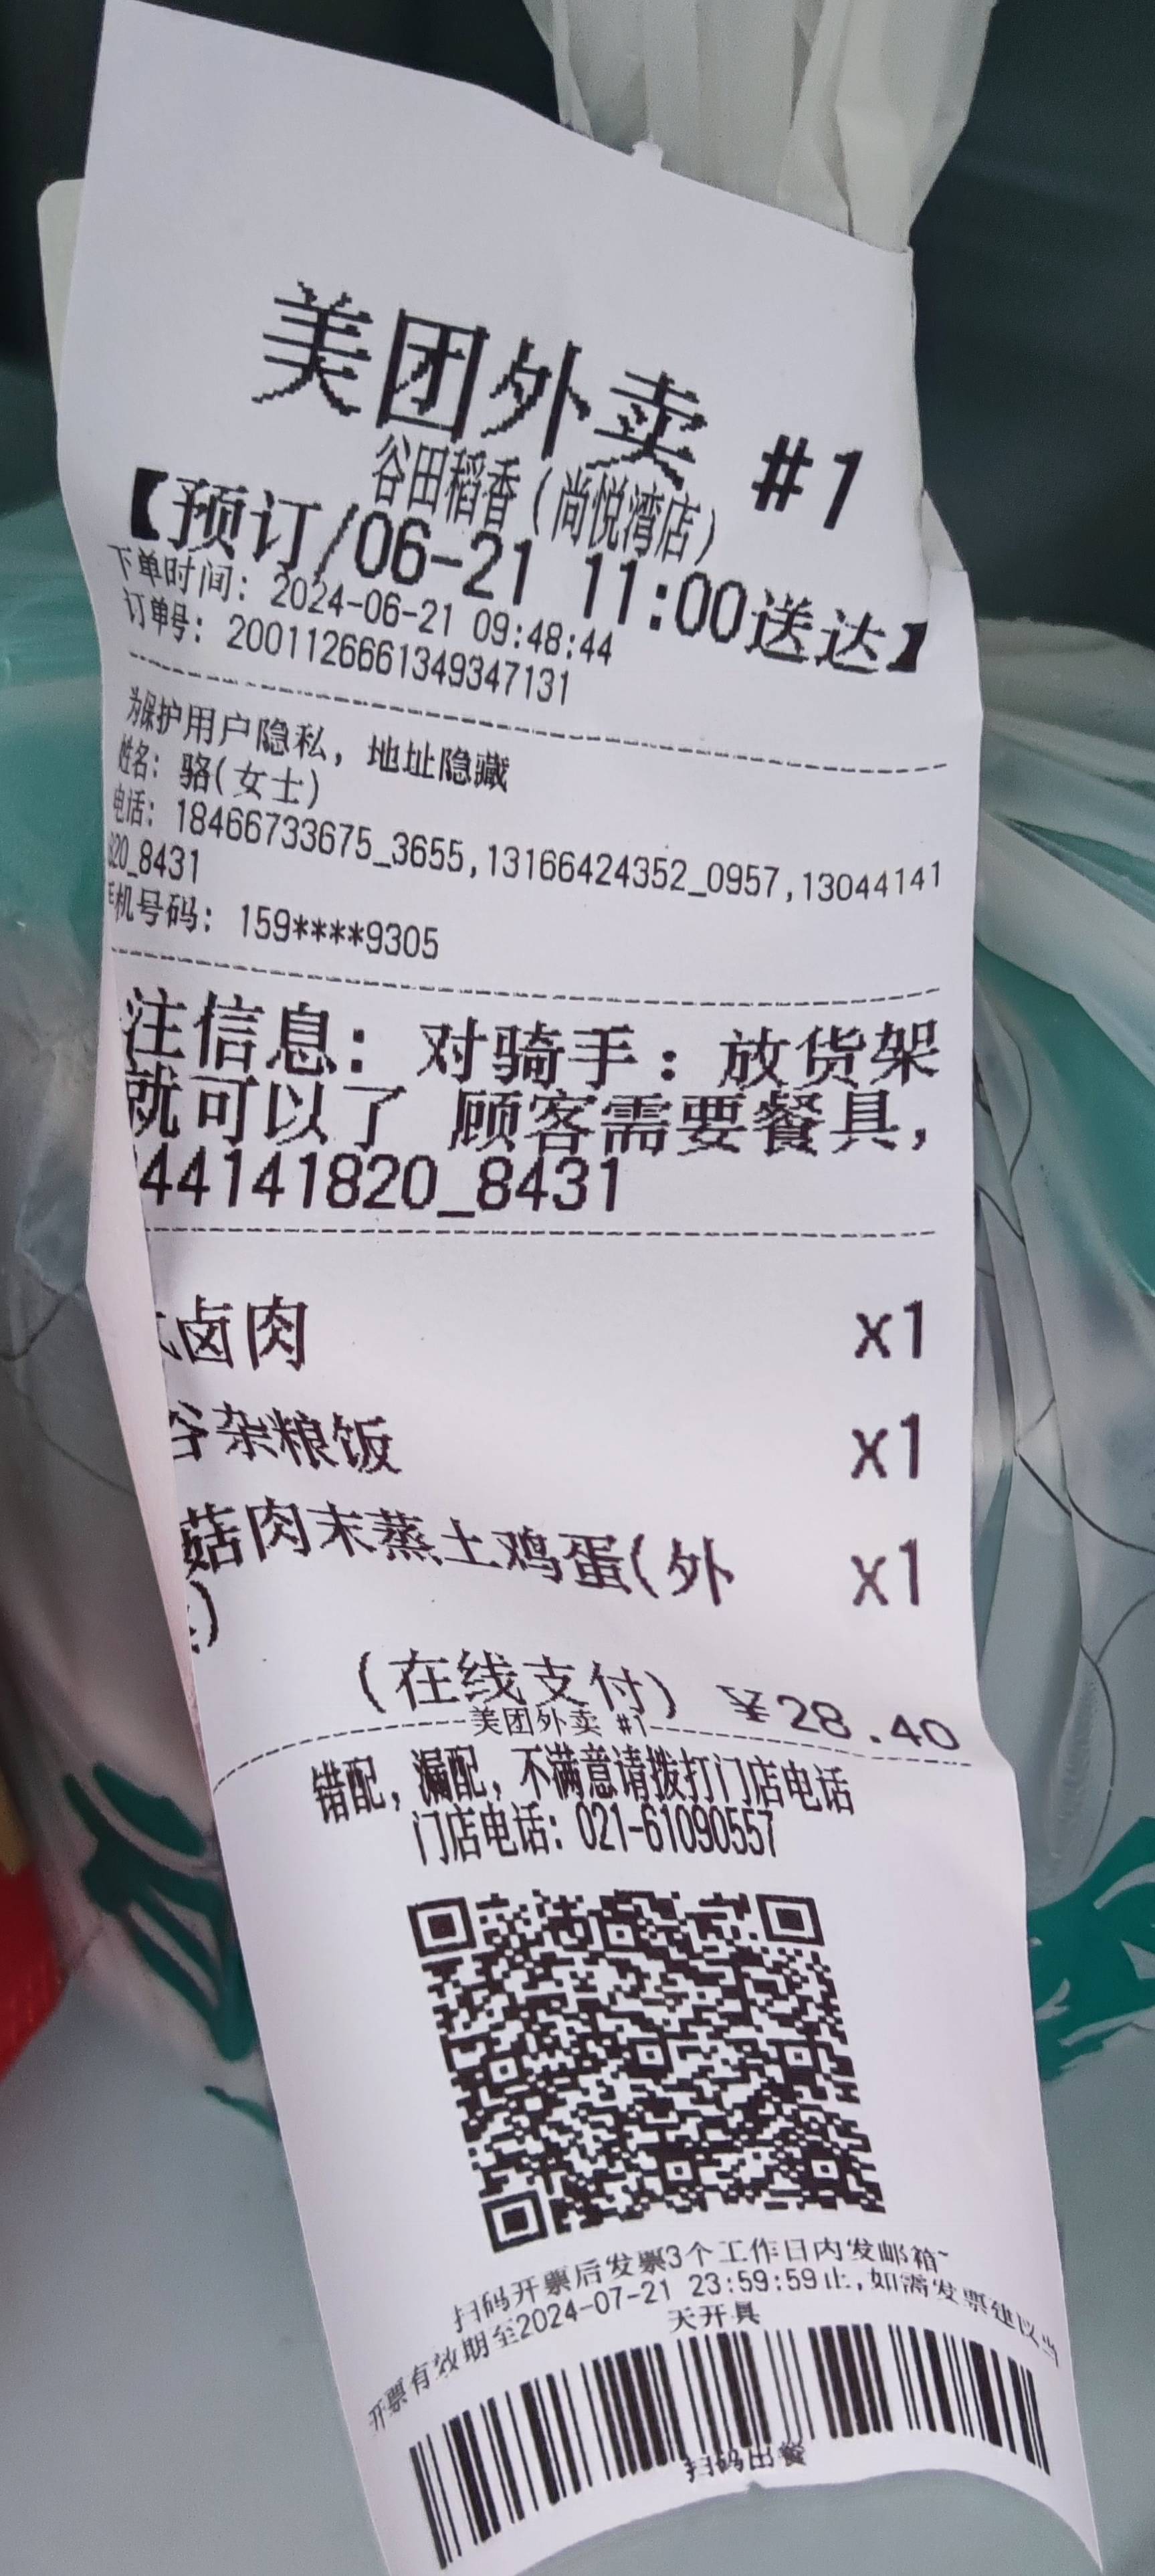 美团外卖 #1
谷田稻香(尚悦湾店)
【预订/06-21 11:00送达】
下单时间: 2024-06-21 09:48:44
订单号: 2001126661349347131
为保护用户隐私, 地址隐藏
姓名: 骆(女士)
电话: 18466733675_3655,13166424352_0957,13044141
820_8431
机号码: 159****9305
注信息: 对骑手:放货架
就可以了 顾客需要餐具,
44141820_8431
卤肉 x1
谷杂粮饭 x1
菇肉末蒸土鸡蛋(外 x1
)
(在线支付) ¥28.40
美团外卖 #1
错配, 漏配, 不满意请拨打门店电话
门店电话: 021-61090557
扫码开票后发票3个工作日内发邮箱~
开票有效期至2024-07-21 23:59:59止,如需发票建议当
天开具
扫码出餐